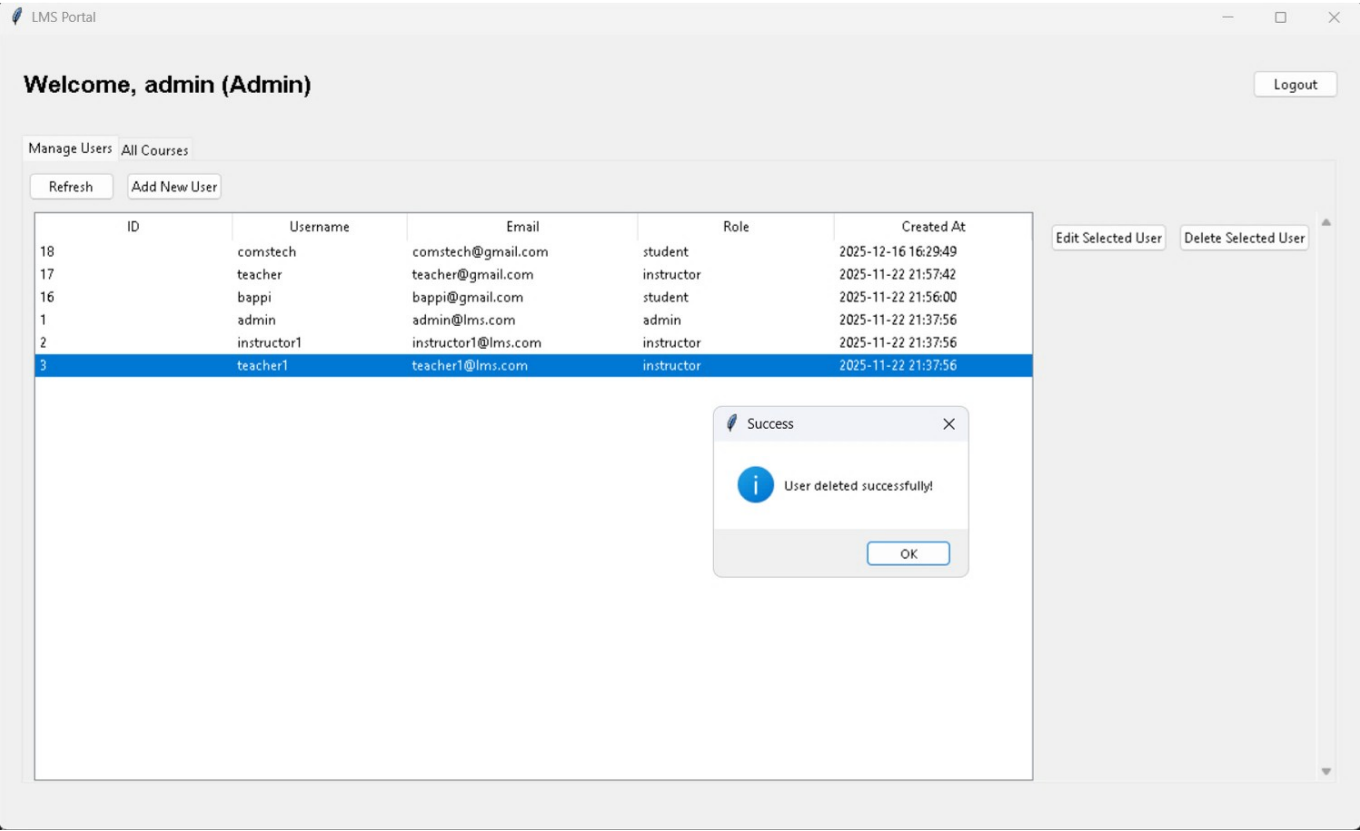 LMS Portal
Welcome, admin (Admin)
Logout
Manage Users All Courses
Refresh Add New User
ID Username Email Role Created At
Edit Selected User Delete Selected User
18 comstech comstech@gmail.com student 2025-12-16 16:29:49
17 teacher teacher@gmail.com instructor 2025-11-22 21:57:42
16 bappi bappi@gmail.com student 2025-11-22 21:56:00
1 admin admin@lms.com admin 2025-11-22 21:37:56
2 instructor1 instructor1@lms.com instructor 2025-11-22 21:37:56
3 teacher1 teacher1@lms.com instructor 2025-11-22 21:37:56
Success
User deleted successfully!
OK